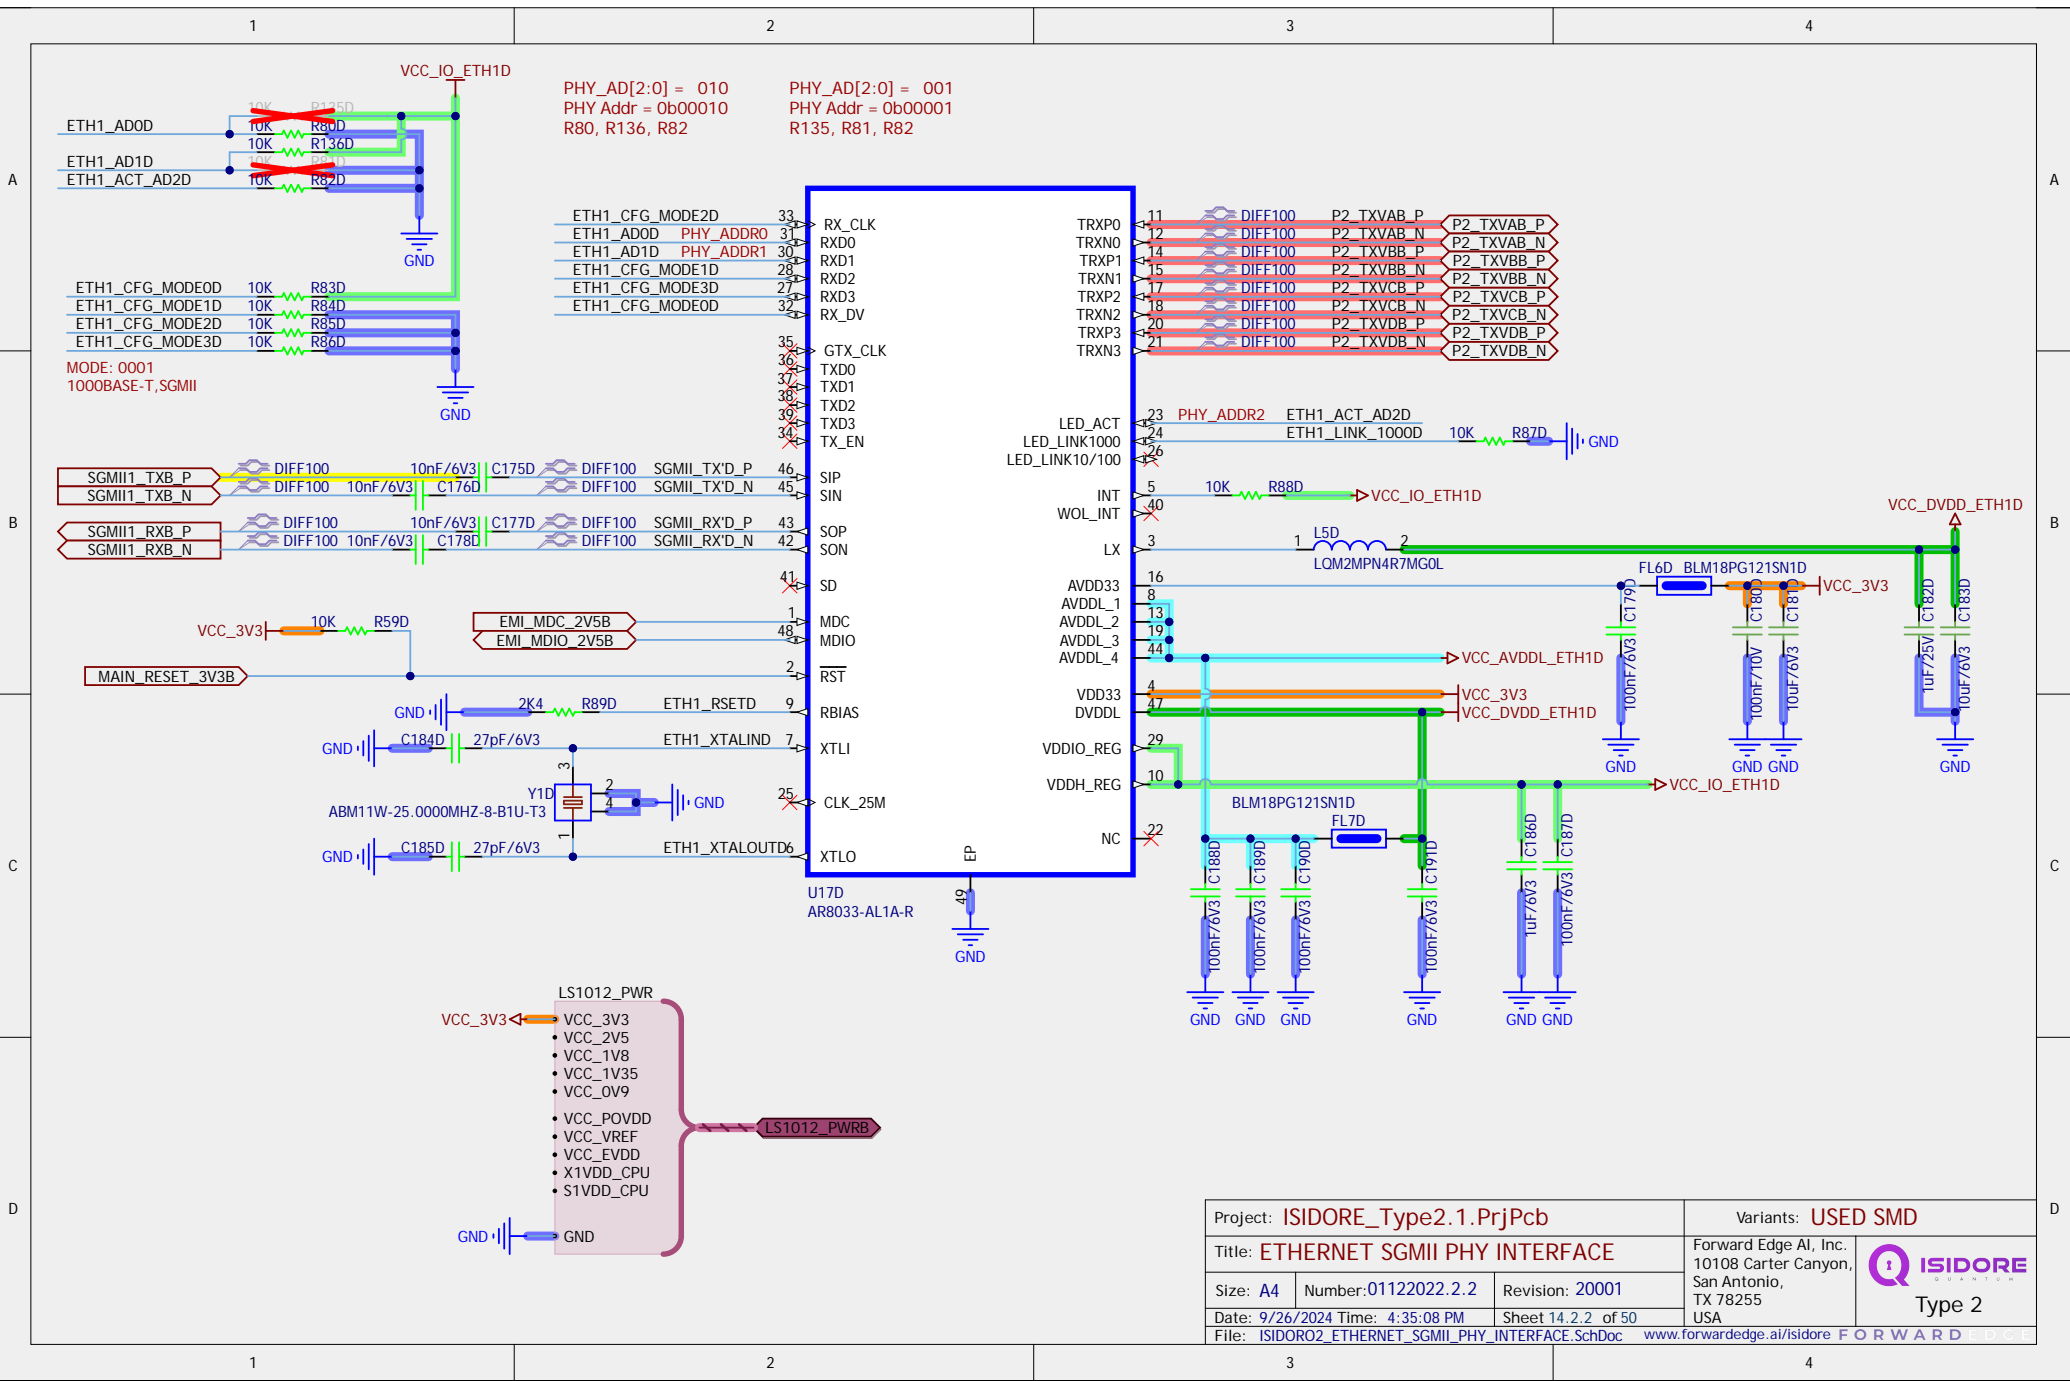 1 2 3 4
A A
B B
C C
D D
1 2 3 4
VCC_IO_ETH1D
10K R135D
ETH1_AD0D 10K R80D
10K R136D
ETH1_AD1D 10K R81D
ETH1_ACT_AD2D 10K R82D
GND
PHY_AD[2:0] = 010
PHY Addr = 0b00010
R80, R136, R82
PHY_AD[2:0] = 001
PHY Addr = 0b00001
R135, R81, R82
ETH1_CFG_MODE0D 10K R83D
ETH1_CFG_MODE1D 10K R84D
ETH1_CFG_MODE2D 10K R85D
ETH1_CFG_MODE3D 10K R86D
MODE: 0001
1000BASE-T,SGMII
GND
ETH1_CFG_MODE2D 33 RX_CLK
ETH1_AD0D PHY_ADDR0 31 RXD0
ETH1_AD1D PHY_ADDR1 30 RXD1
ETH1_CFG_MODE1D 28 RXD2
ETH1_CFG_MODE3D 27 RXD3
ETH1_CFG_MODE0D 32 RX_DV
35 GTX_CLK
36 TXD0
37 TXD1
38 TXD2
39 TXD3
34 TX_EN
SGMII1_TXB_P DIFF100 10nF/6V3 C175D DIFF100 SGMII_TX'D_P 46 SIP
SGMII1_TXB_N DIFF100 10nF/6V3 C176D DIFF100 SGMII_TX'D_N 45 SIN
SGMII1_RXB_P DIFF100 10nF/6V3 C177D DIFF100 SGMII_RX'D_P 43 SOP
SGMII1_RXB_N DIFF100 10nF/6V3 C178D DIFF100 SGMII_RX'D_N 42 SON
41 SD
EMI_MDC_2V5B 1 MDC
VCC_3V3 10K R59D EMI_MDIO_2V5B 48 MDIO
MAIN_RESET_3V3B 2 RST
GND 2K4 R89D ETH1_RSETD 9 RBIAS
GND C184D 27pF/6V3 ETH1_XTALIND 7 XTLI
3
Y1D 2 4 GND
ABM11W-25.0000MHZ-8-B1U-T3
1
25 CLK_25M
GND C185D 27pF/6V3 ETH1_XTALOUTD 6 XTLO
EP
49
GND
U17D
AR8033-AL1A-R
TRXP0 11 DIFF100 P2_TXVAB_P P2_TXVAB_P
TRXN0 12 DIFF100 P2_TXVAB_N P2_TXVAB_N
TRXP1 14 DIFF100 P2_TXVBB_P P2_TXVBB_P
TRXN1 15 DIFF100 P2_TXVBB_N P2_TXVBB_N
TRXP2 17 DIFF100 P2_TXVCB_P P2_TXVCB_P
TRXN2 18 DIFF100 P2_TXVCB_N P2_TXVCB_N
TRXP3 20 DIFF100 P2_TXVDB_P P2_TXVDB_P
TRXN3 21 DIFF100 P2_TXVDB_N P2_TXVDB_N
LED_ACT 23 PHY_ADDR2 ETH1_ACT_AD2D
LED_LINK1000 24 ETH1_LINK_1000D 10K R87D GND
LED_LINK10/100 26
INT 5 10K R88D VCC_IO_ETH1D
WOL_INT 40
LX 3 1 L5D 2
LQM2MPN4R7MG0L
VCC_DVDD_ETH1D
AVDD33 16 FL6D BLM18PG121SN1D VCC_3V3
AVDDL_1 8
AVDDL_2 13
AVDDL_3 19
AVDDL_4 44 VCC_AVDDL_ETH1D
C179D 100nF/6V3 GND
C180D 100nF/10V GND
C181D 10uF/6V3 GND
C182D 1uF/25V
C183D 10uF/6V3 GND
VDD33 4 VCC_3V3
DVDDL 47 VCC_DVDD_ETH1D
VDDIO_REG 29
VDDH_REG 10 VCC_IO_ETH1D
NC 22
BLM18PG121SN1D
FL7D
C188D 100nF/6V3 GND
C189D 100nF/6V3 GND
C190D 100nF/6V3 GND
C191D 100nF/6V3 GND
C186D 1uF/6V3 GND
C187D 100nF/6V3 GND
LS1012_PWR
VCC_3V3 VCC_3V3
VCC_2V5
VCC_1V8
VCC_1V35
VCC_0V9
VCC_POVDD
VCC_VREF
VCC_EVDD
X1VDD_CPU
S1VDD_CPU
GND GND
LS1012_PWRB
Project: ISIDORE_Type2.1.PrjPcb
Variants: USED SMD
Title: ETHERNET SGMII PHY INTERFACE
Size: A4 Number:01122022.2.2 Revision: 20001
Date: 9/26/2024 Time: 4:35:08 PM Sheet 14.2.2 of 50
File: ISIDORO2_ETHERNET_SGMII_PHY_INTERFACE.SchDoc
Forward Edge AI, Inc.
10108 Carter Canyon,
San Antonio,
TX 78255
USA
ISIDORE
QUANTUM
Type 2
www.forwardedge.ai/isidore FORWARDEDGE